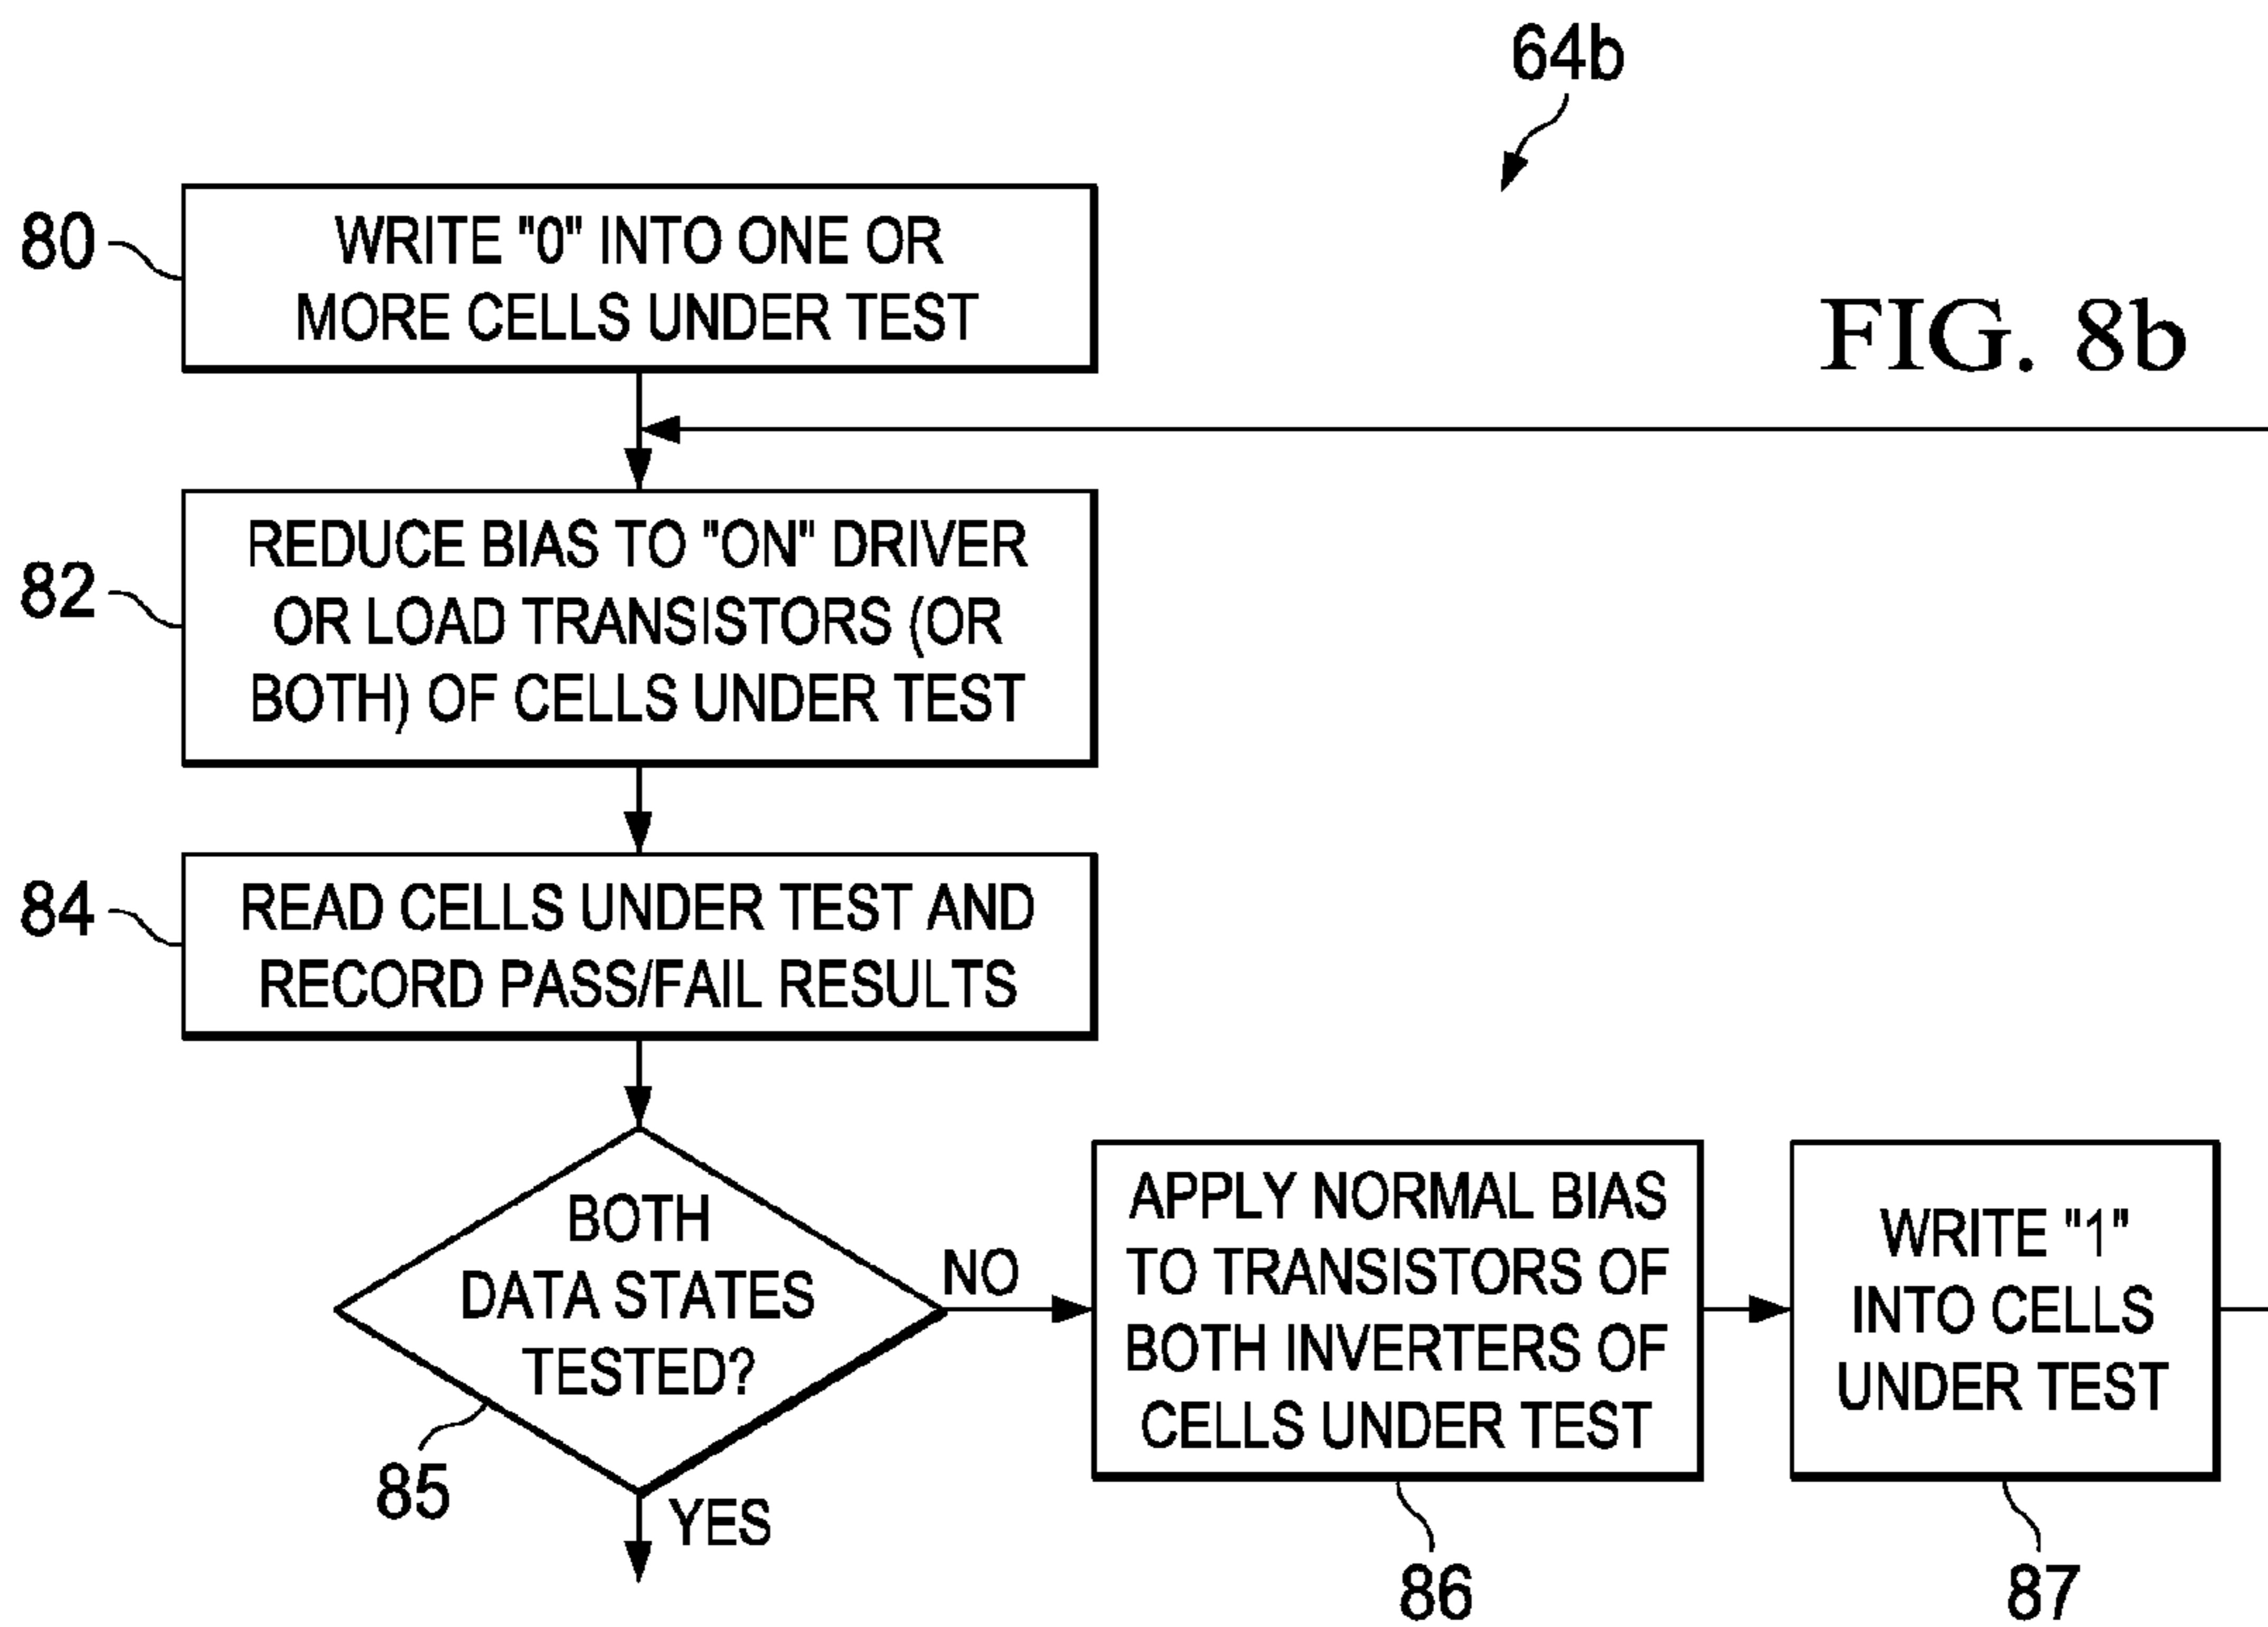 64b
80
WRITE "0" INTO ONE OR
MORE CELLS UNDER TEST
FIG. 8b
82
REDUCE BIAS TO "ON" DRIVER
OR LOAD TRANSISTORS (OR
BOTH) OF CELLS UNDER TEST
84
READ CELLS UNDER TEST AND
RECORD PASS/FAIL RESULTS
BOTH
DATA STATES
TESTED?
85
NO
YES
APPLY NORMAL BIAS
TO TRANSISTORS OF
BOTH INVERTERS OF
CELLS UNDER TEST
86
WRITE "1"
INTO CELLS
UNDER TEST
87